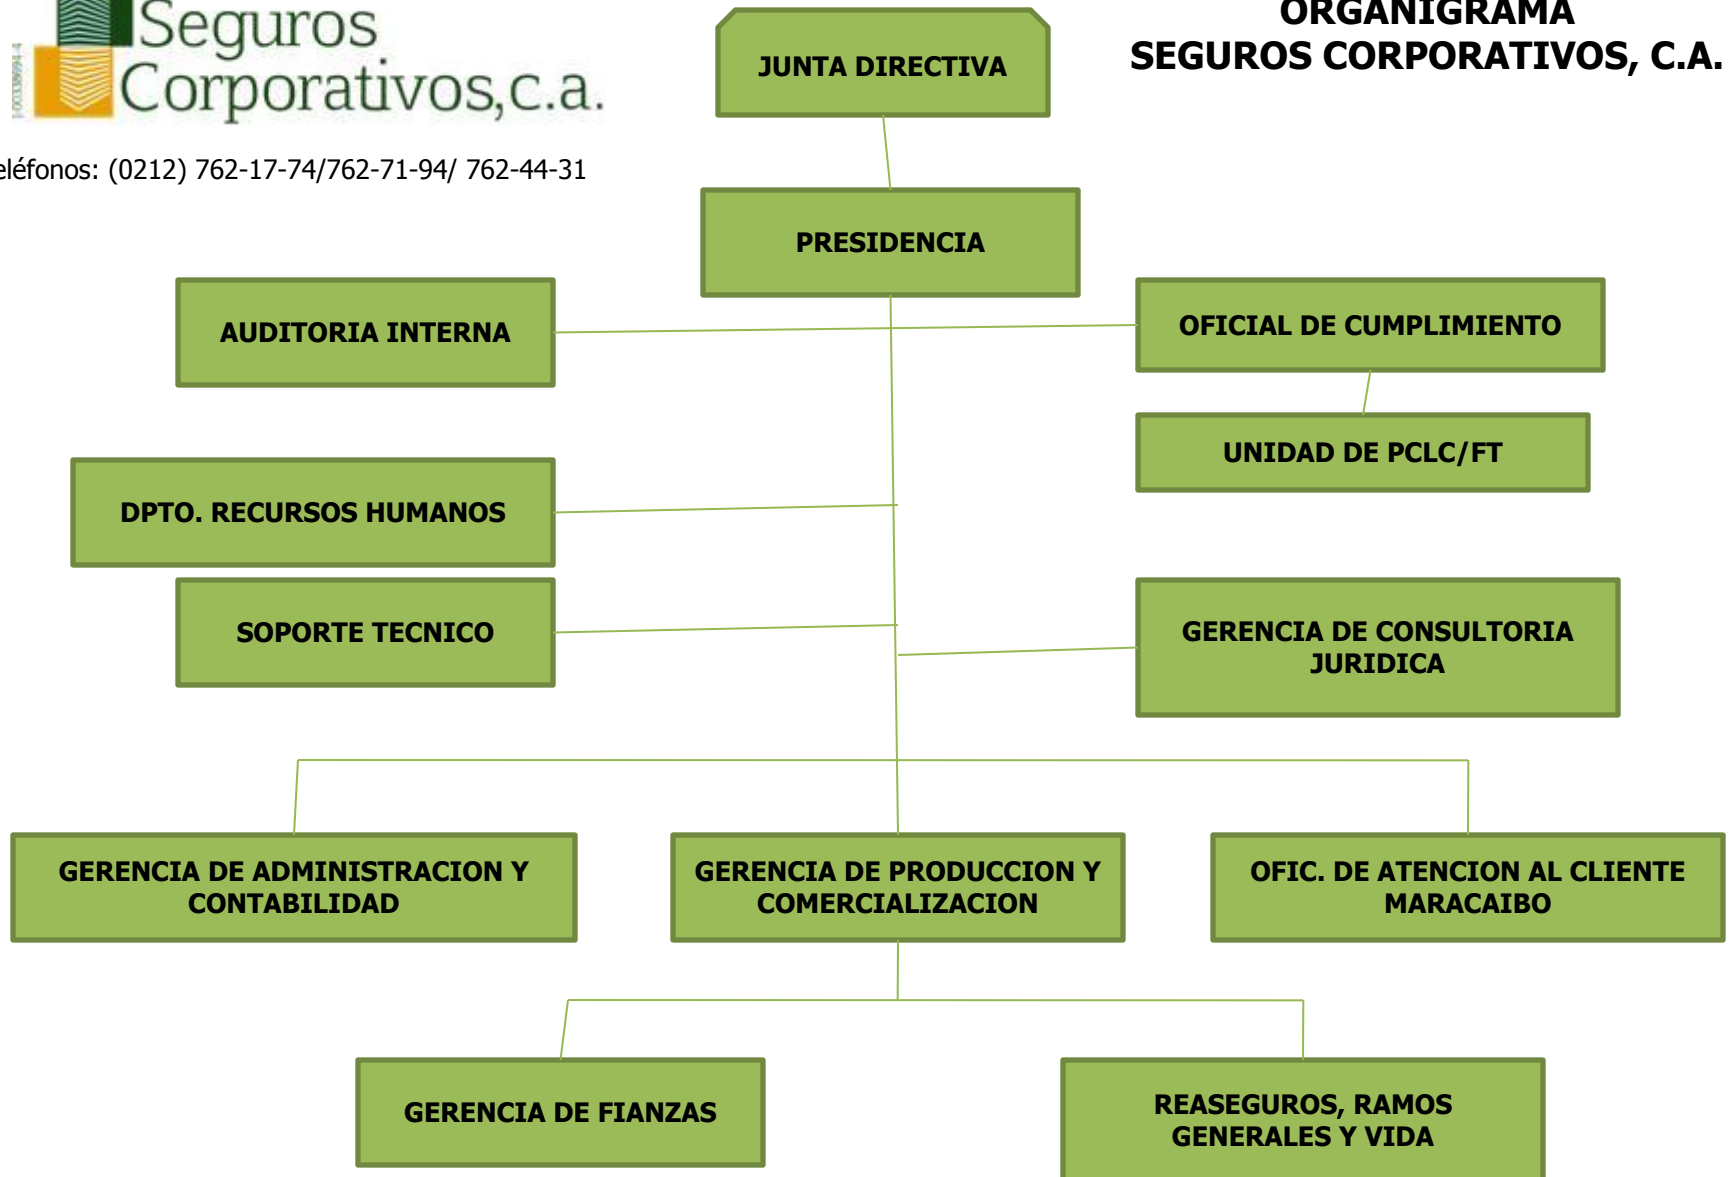 Seguros
Corporativos,c.a.
ORGANIGRAMA
SEGUROS CORPORATIVOS, C.A.
eléfonos: (0212) 762-17-74/762-71-94/ 762-44-31
JUNTA DIRECTIVA
PRESIDENCIA
AUDITORIA INTERNA
OFICIAL DE CUMPLIMIENTO
UNIDAD DE PCLC/FT
DPTO. RECURSOS HUMANOS
SOPORTE TECNICO
GERENCIA DE CONSULTORIA
JURIDICA
GERENCIA DE ADMINISTRACION Y
CONTABILIDAD
GERENCIA DE PRODUCCION Y
COMERCIALIZACION
OFIC. DE ATENCION AL CLIENTE
MARACAIBO
GERENCIA DE FIANZAS
REASEGUROS, RAMOS
GENERALES Y VIDA